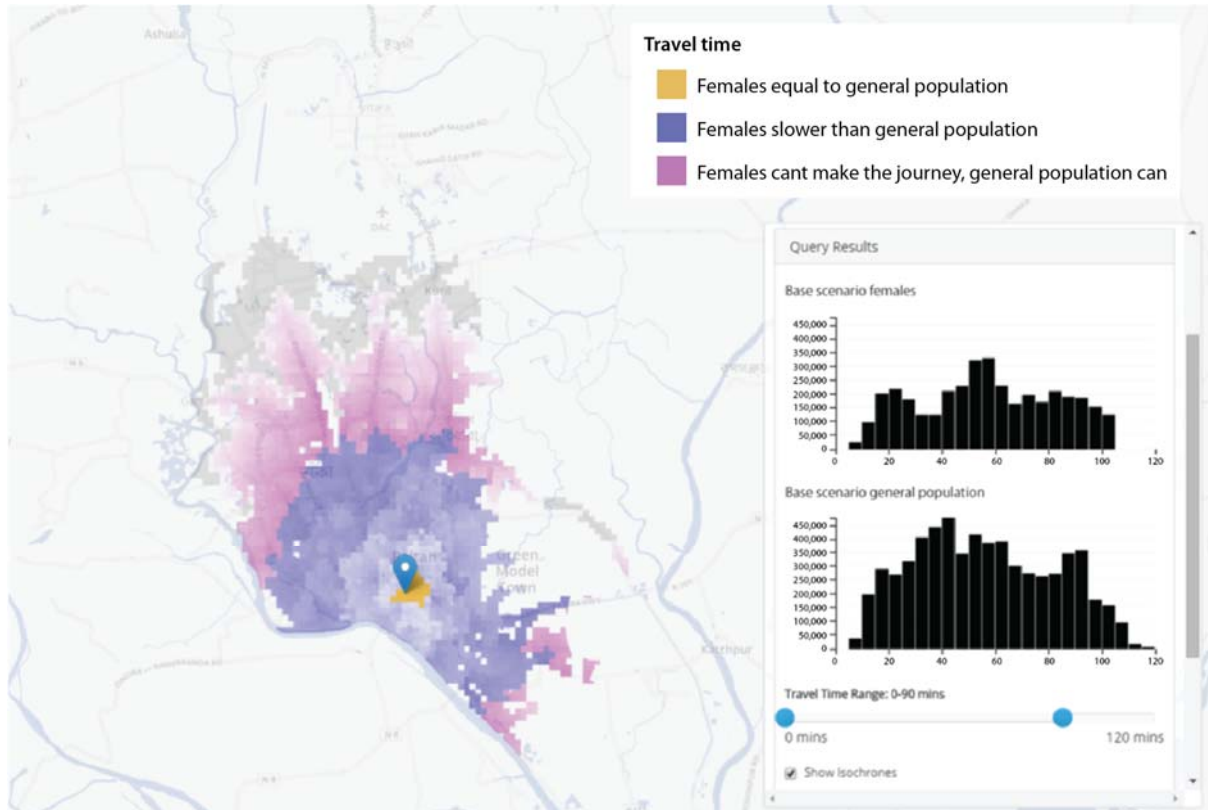 Ashulia
Travel time
Females equal to general population
Females slower than general population
Females cant make the journey, general population can
DAC
Query Results
Base scenario females
450,000
400,000
350,000
300,000
250,000
200,000
150,000
100,000
50,000
0
0 20 40 60 80 100 120
Base scenario general population
450,000
400,000
350,000
300,000
250,000
200,000
150,000
100,000
50,000
0
0 20 40 60 80 100 120
Green
Model
Town
Travel Time Range: 0-90 mins
0 mins 120 mins
Show Isochrones